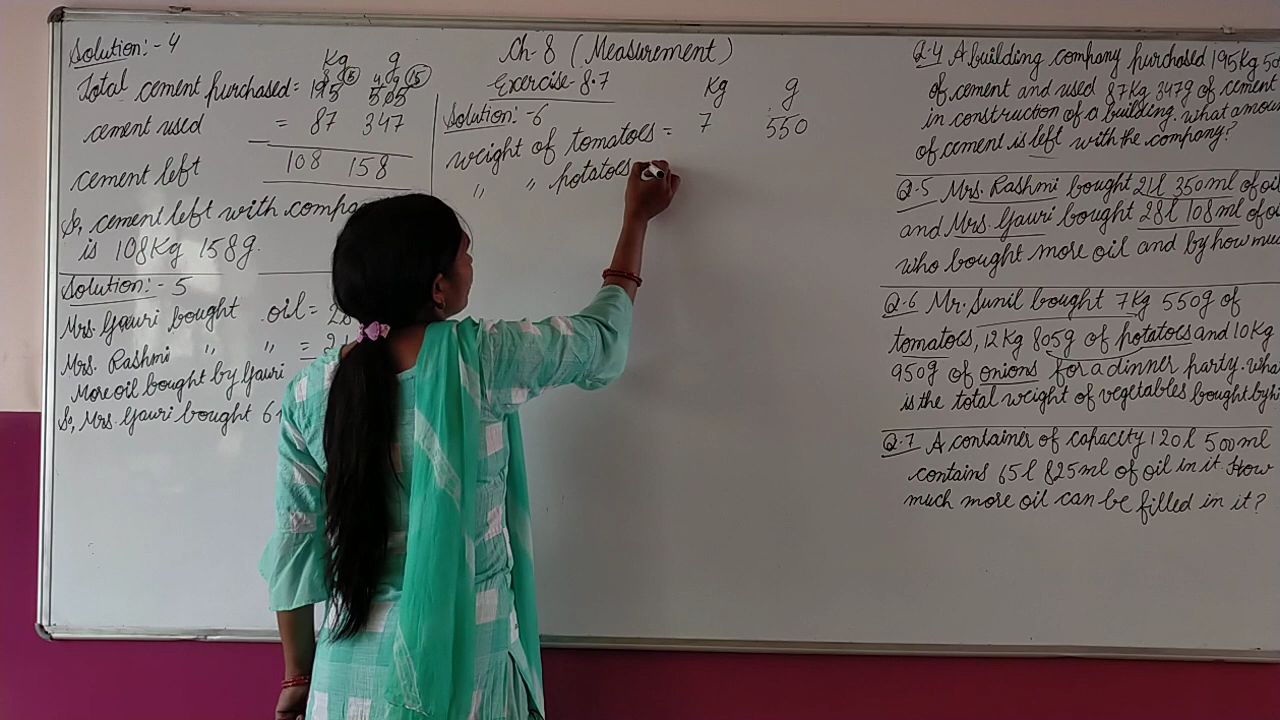 Solution:- 4
Kg g
Total cement purchased = 195 505
cement used = 87 347
cement left 108 158
So, cement left with compa
is 108Kg 158g.
Solution:- 5
Mrs. Gauri bought oil = 28
Mrs. Rashmi " " = 21
More oil bought by Gauri
So, Mrs. Gauri bought 6
Ch-8 (Measurement)
Exercise-8.7
Solution:-6
Kg g
weight of tomatoes = 7 550
" " potatoes
Q.4 A building company purchased 195Kg 50
of cement and used 87Kg 347g of cement
in construction of a building. what amoun
of cement is left with the company?
Q.5 Mrs. Rashmi bought 21l 350ml of oil
and Mrs. Gauri bought 28l 108ml of o
who bought more oil and by how mu
Q.6 Mr. Sunil bought 7Kg 550g of
tomatoes, 12Kg 805g of potatoes and 10Kg
950g of onions for a dinner party. wha
is the total weight of vegetables bought by h
Q.7 A container of capacity 120l 500ml
contains 65l 825ml of oil in it. How
much more oil can be filled in it?